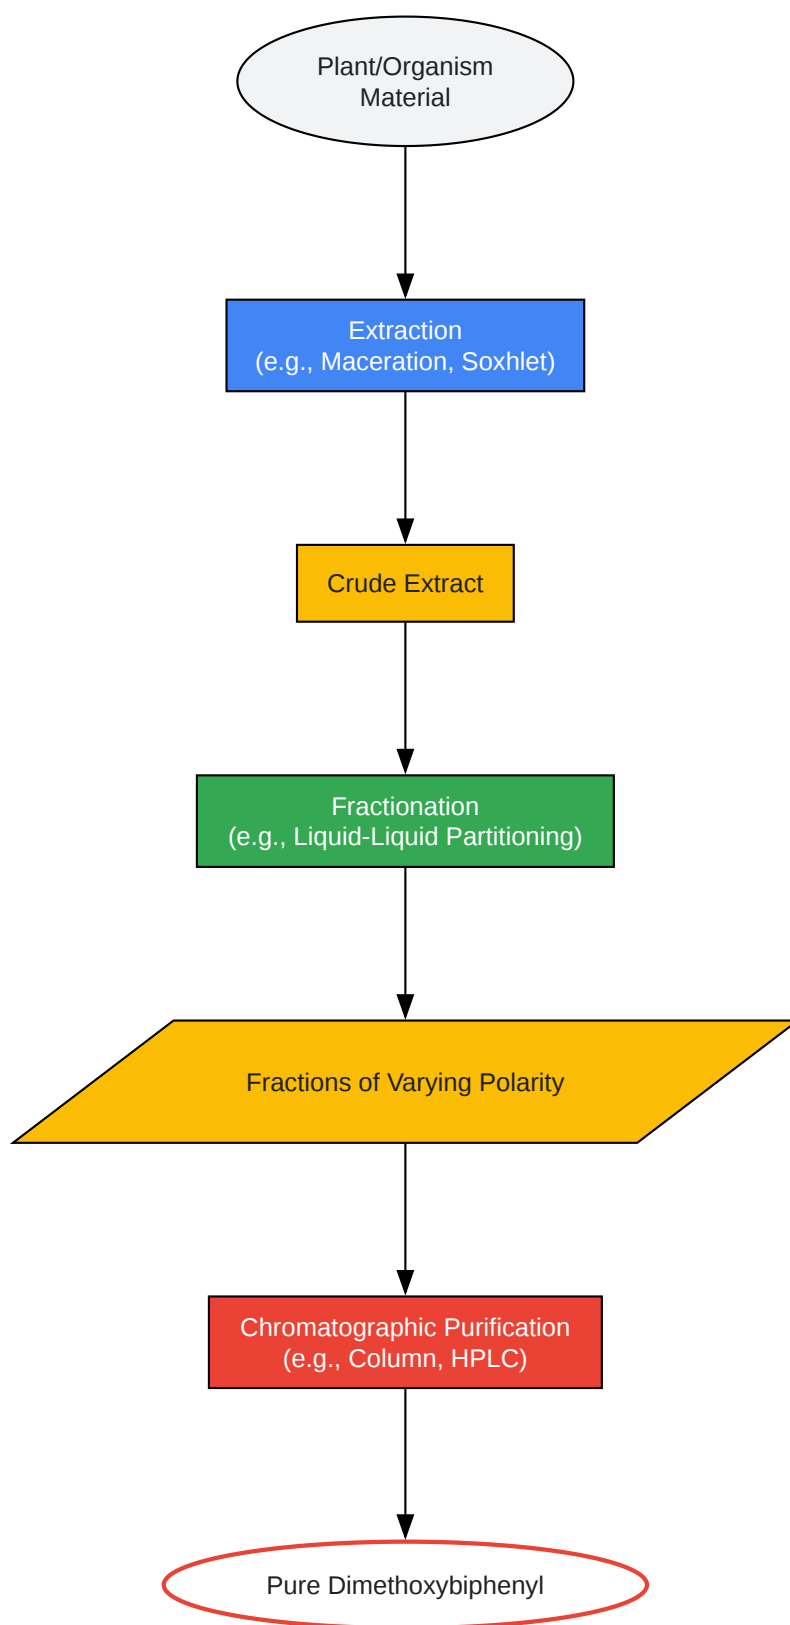 Plant/Organism
Material
Extraction
(e.g., Maceration, Soxhlet)
Crude Extract
Fractionation
(e.g., Liquid-Liquid Partitioning)
Fractions of Varying Polarity
Chromatographic Purification
(e.g., Column, HPLC)
Pure Dimethoxybiphenyl